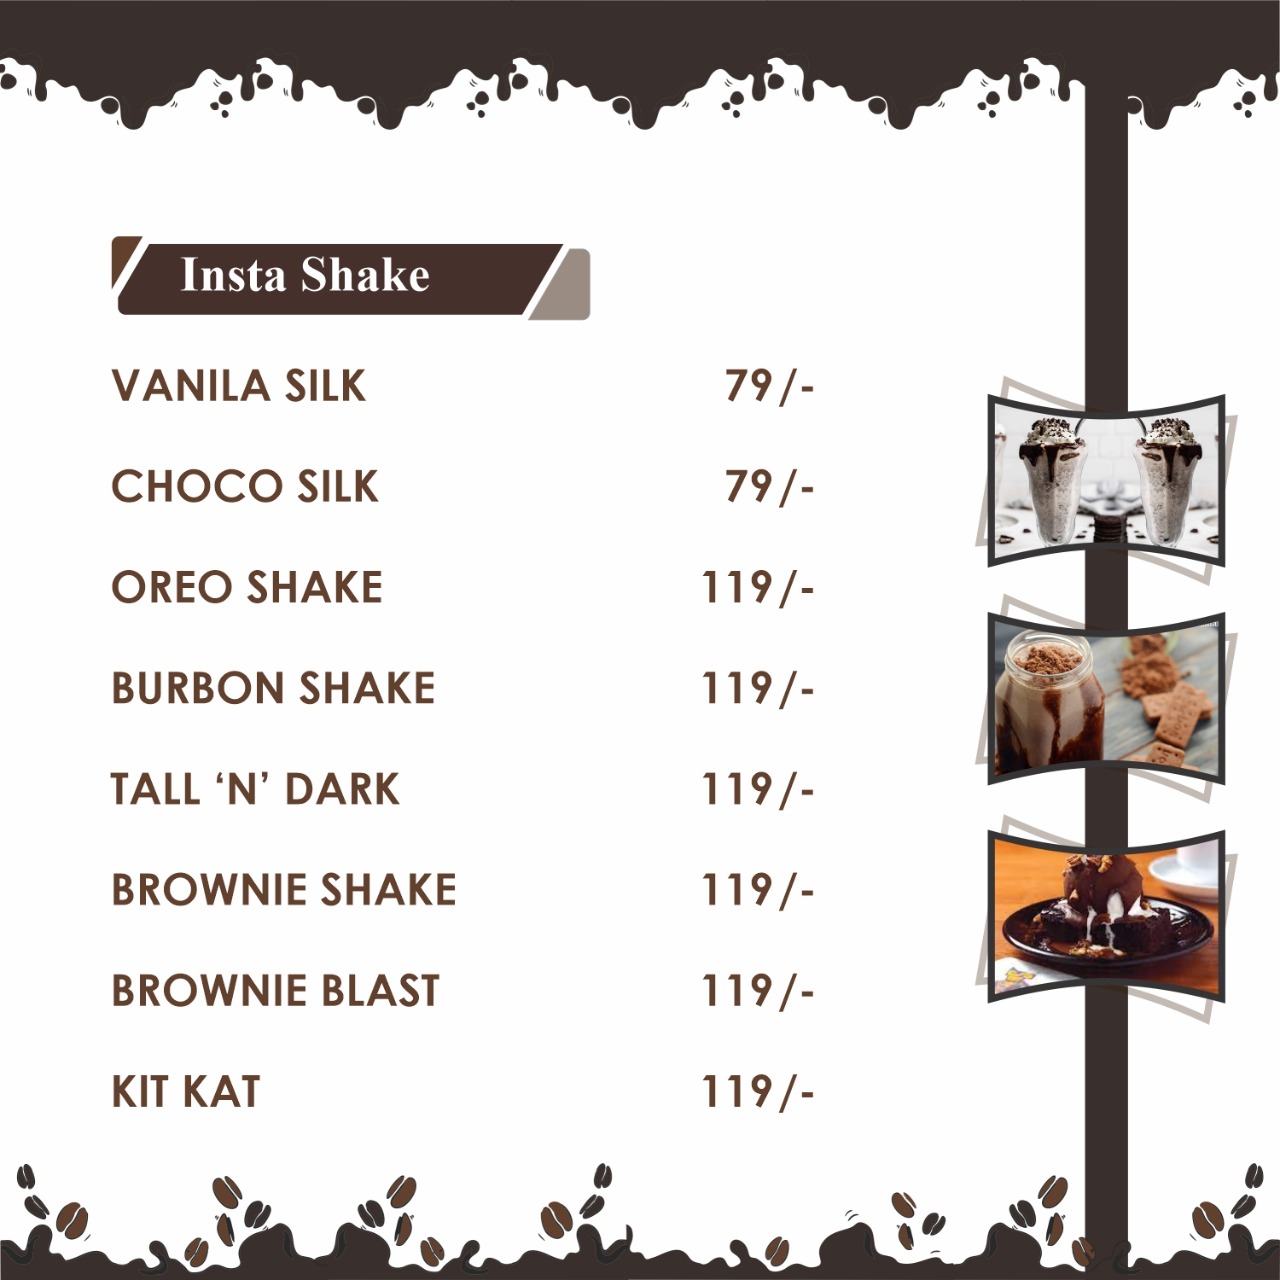 Insta Shake
VANILA SILK 79/-
CHOCO SILK 79/-
OREO SHAKE 119/-
BURBON SHAKE 119/-
TALL ‘N’ DARK 119/-
BROWNIE SHAKE 119/-
BROWNIE BLAST 119/-
KIT KAT 119/-